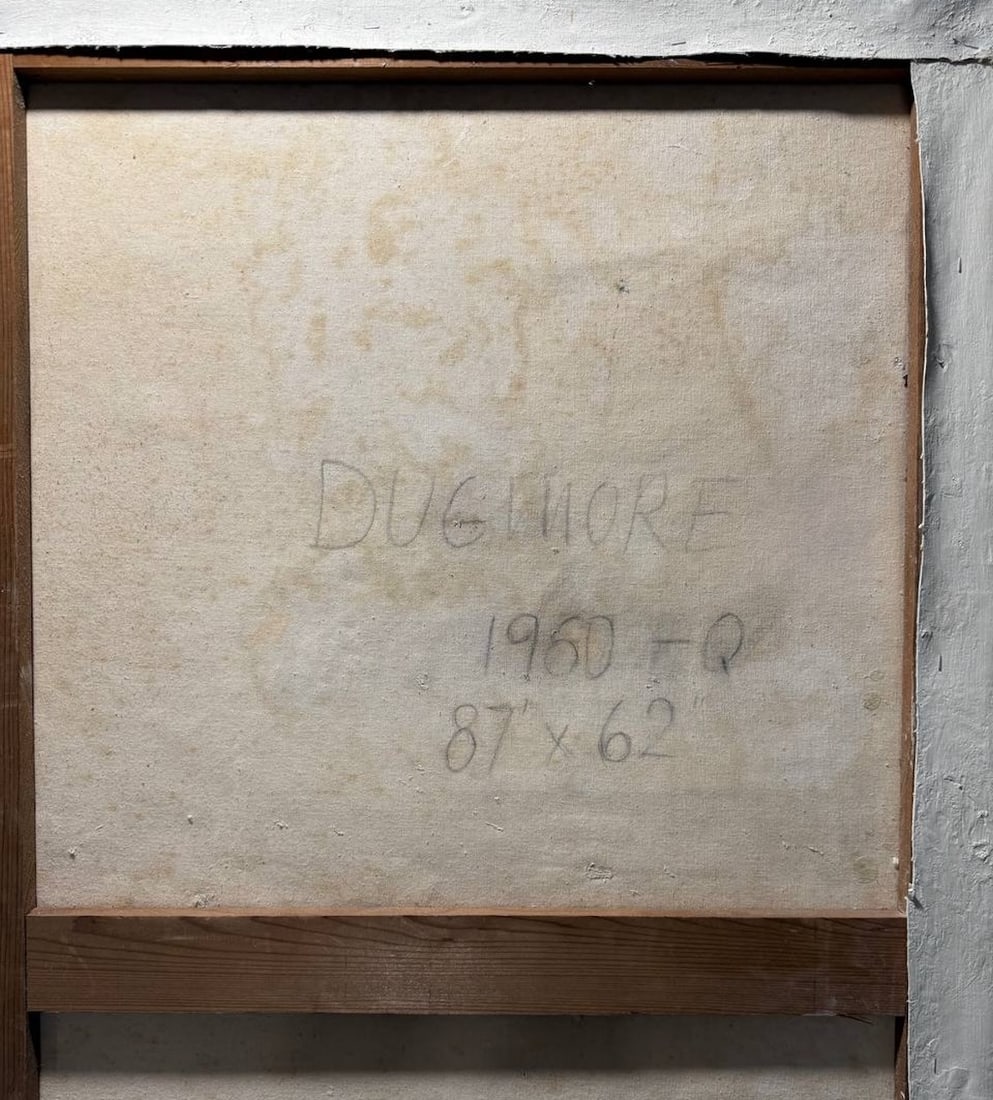 DUGMORE
1960 - Q
87" x 62"